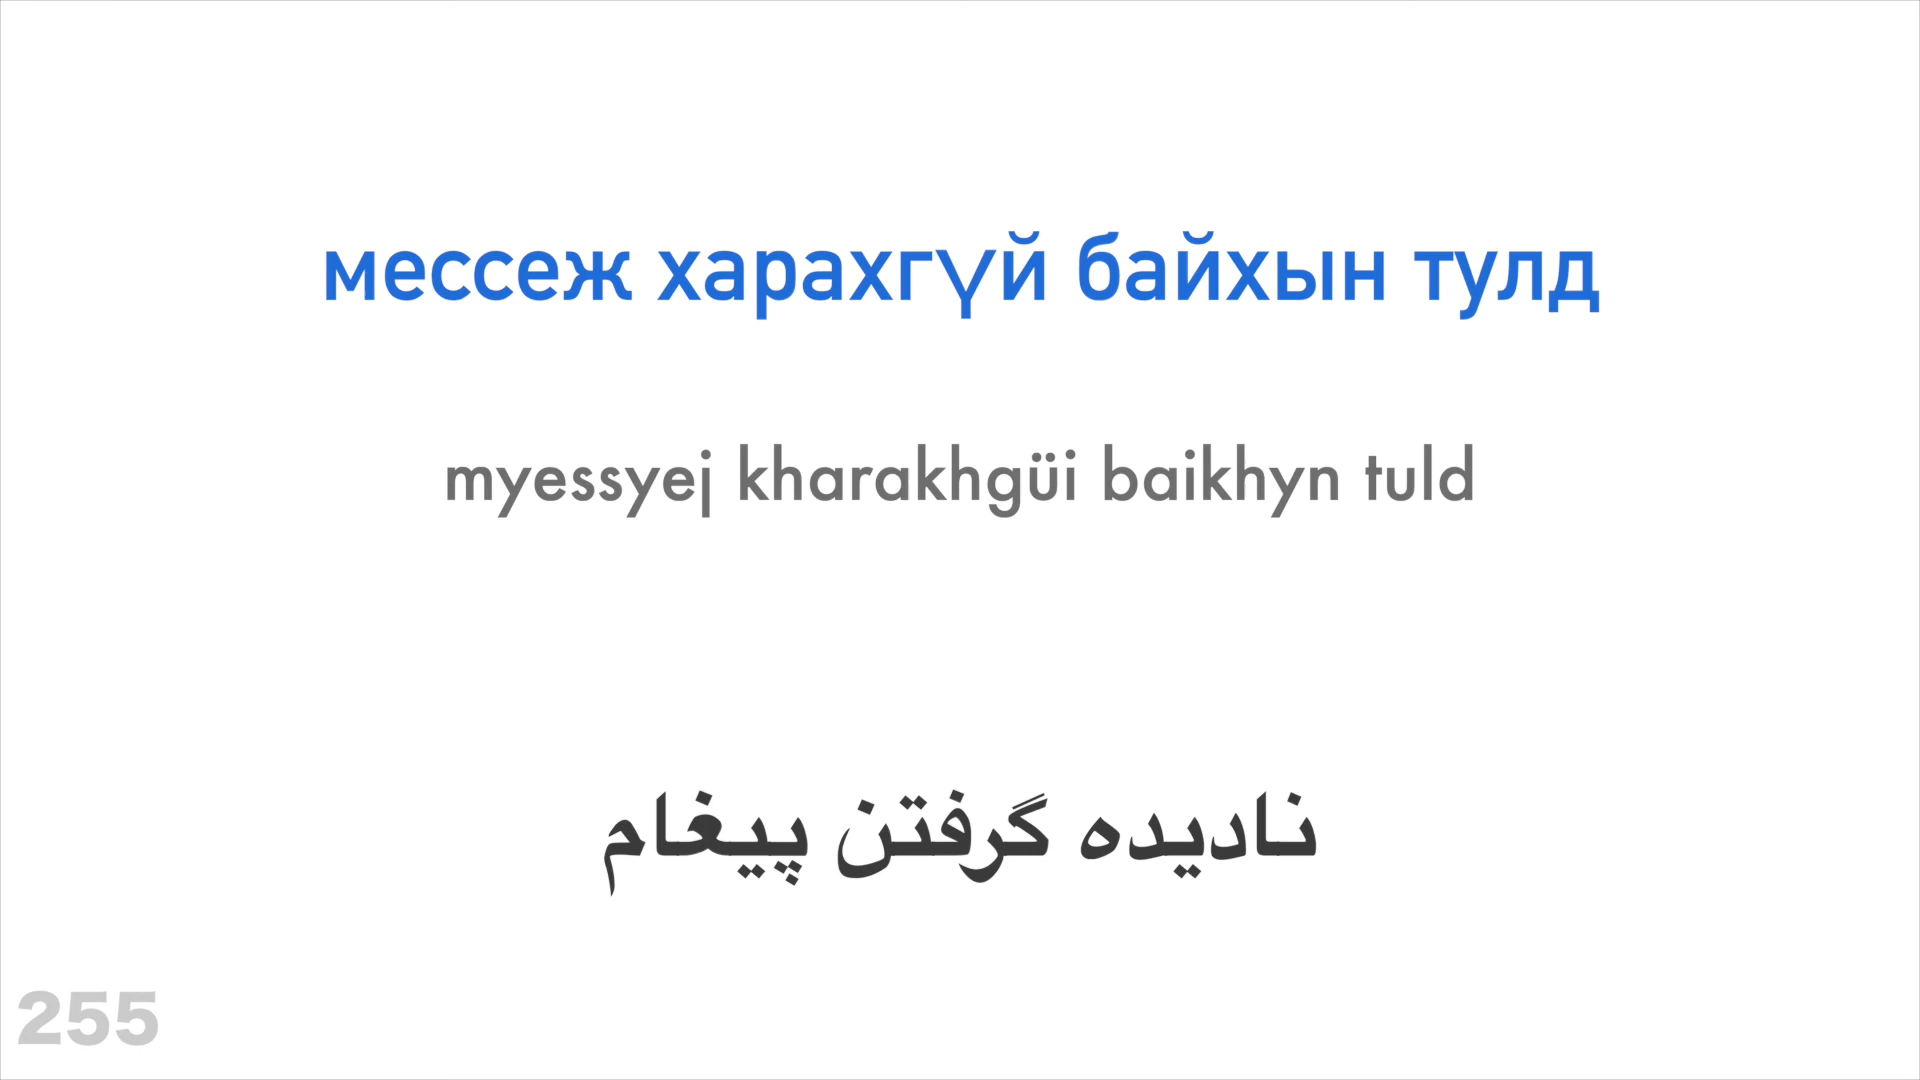 мессеж харахгүй байхын тулд
myessyej kharakhgüi baikhyn tuld
نادیده گرفتن پیغام
255